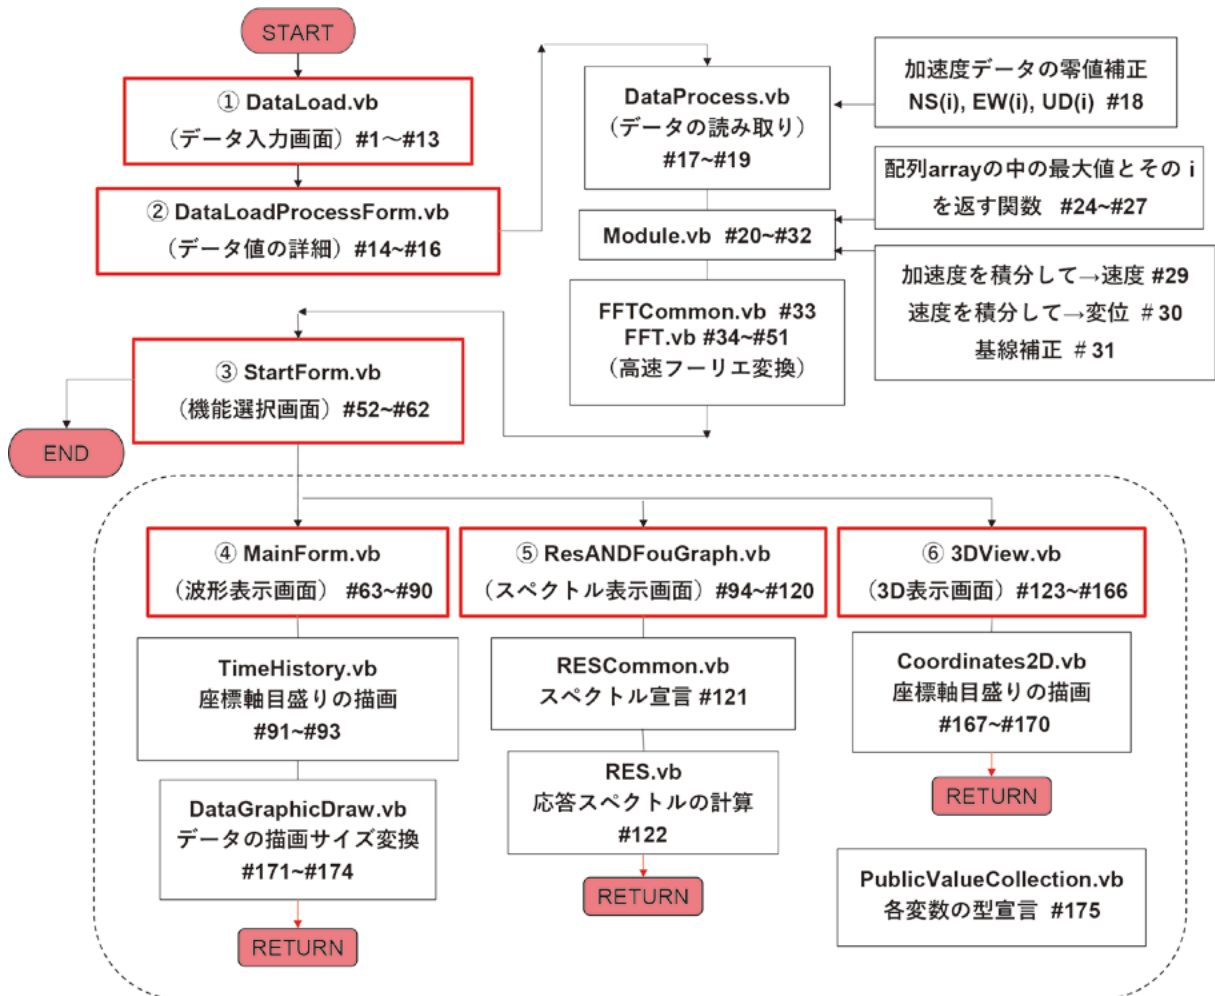 START
① DataLoad.vb
（データ入力画面）#1～#13
② DataLoadProcessForm.vb
（データ値の詳細）#14~#16
DataProcess.vb
（データの読み取り）
#17~#19
加速度データの零値補正
NS(i), EW(i), UD(i) #18
配列arrayの中の最大値とその i
を返す関数 #24~#27
Module.vb #20~#32
加速度を積分して→速度 #29
速度を積分して→変位 ＃30
基線補正 ＃31
FFTCommon.vb #33
FFT.vb #34~#51
（高速フーリエ変換）
③ StartForm.vb
（機能選択画面）#52~#62
END
④ MainForm.vb
（波形表示画面） #63~#90
⑤ ResANDFouGraph.vb
（スペクトル表示画面）#94~#120
⑥ 3DView.vb
（3D表示画面）#123~#166
TimeHistory.vb
座標軸目盛りの描画
#91~#93
RESCommon.vb
スペクトル宣言 #121
Coordinates2D.vb
座標軸目盛りの描画
#167~#170
DataGraphicDraw.vb
データの描画サイズ変換
#171~#174
RES.vb
応答スペクトルの計算
#122
RETURN
PublicValueCollection.vb
各変数の型宣言 #175
RETURN
RETURN